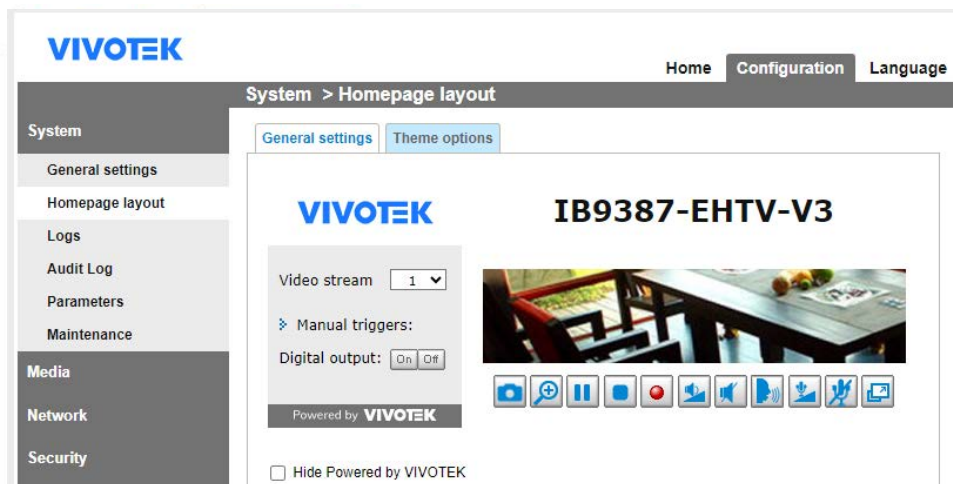 VIVOTEK
Home Configuration Language
System > Homepage layout
System
General settings
Homepage layout
Logs
Audit Log
Parameters
Maintenance
Media
Network
Security
General settings Theme options
VIVOTEK
IB9387-EHTV-V3
Video stream 1
Manual triggers:
Digital output: On Off
Powered by VIVOTEK
Hide Powered by VIVOTEK